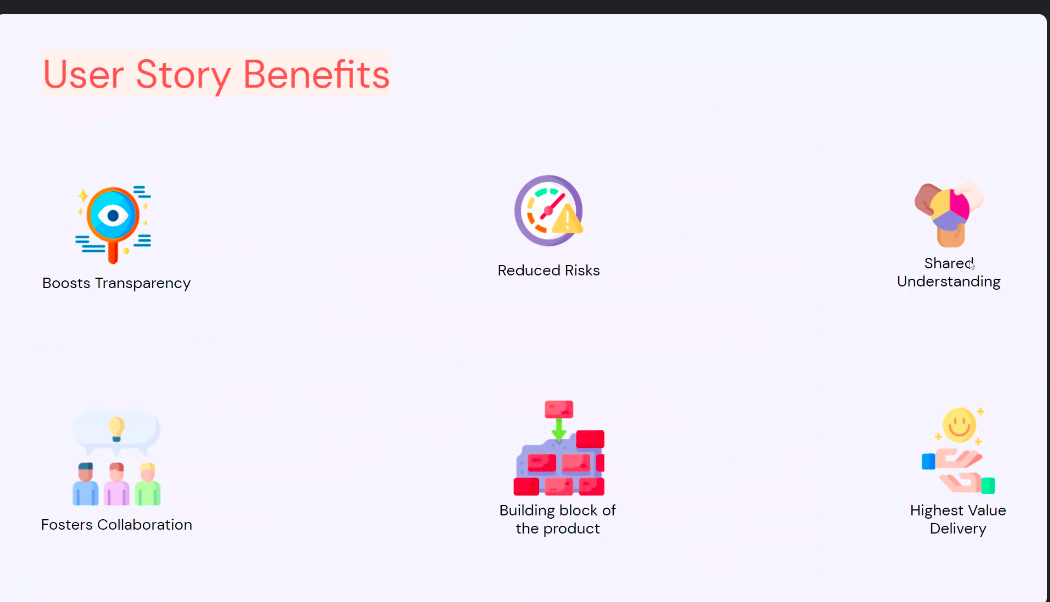 User Story Benefits
Boosts Transparency
Reduced Risks
Shared
Understanding
Fosters Collaboration
Building block of
the product
Highest Value
Delivery